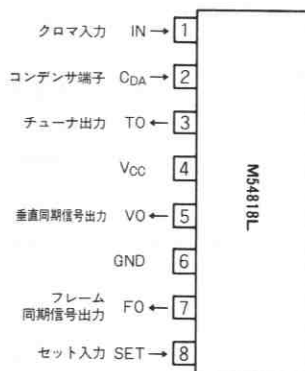 クロマ入力 IN → 1
コンデンサ端子 CDA → 2
チューナ出力 TO ← 3
VCC 4
垂直同期信号出力 VO ← 5
GND 6
フレーム
同期信号出力 FO ← 7
セット入力 SET → 8
M54818L